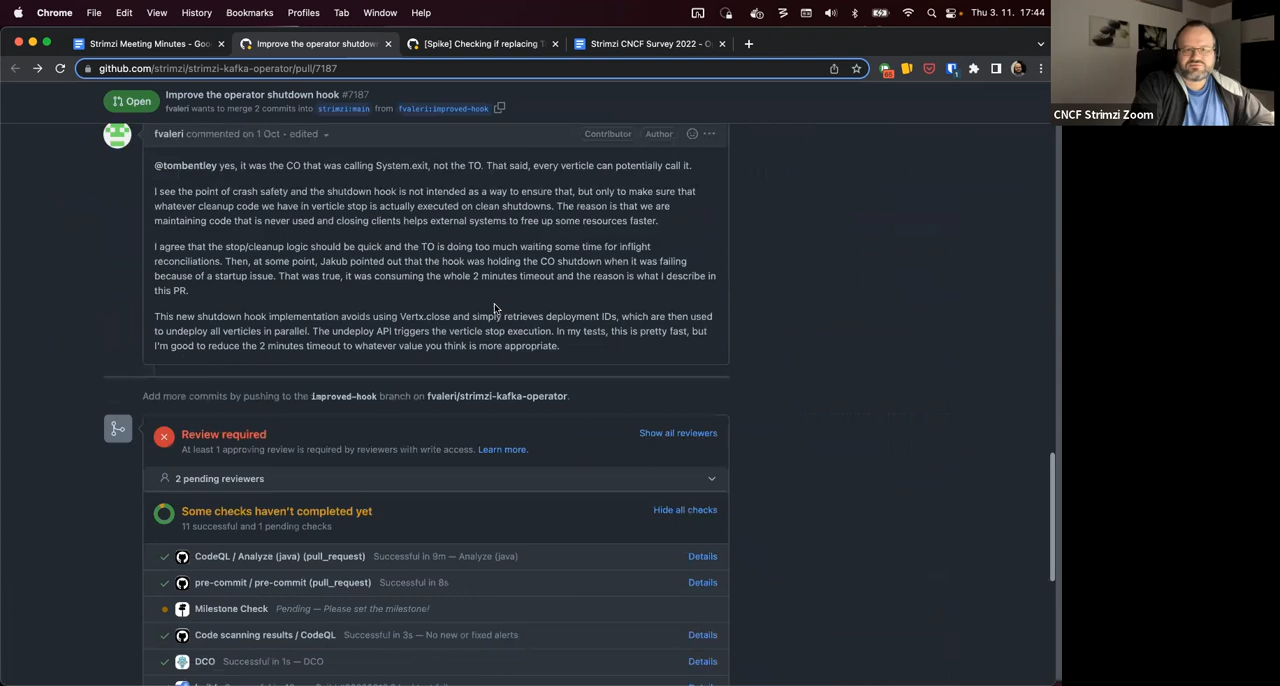 Chrome File Edit View History Bookmarks Profiles Tab Window Help Thu 3. 11. 17:44
Strimzi Meeting Minutes - Goo Improve the operator shutdow [Spike] Checking if replacing T Strimzi CNCF Survey 2022 - O
github.com/strimzi/strimzi-kafka-operator/pull/7187
65 1
CNCF Strimzi Zoom
Open
Improve the operator shutdown hook #7187
fvaleri wants to merge 2 commits into strimzi:main from fvaleri:improved-hook
fvaleri commented on 1 Oct • edited Contributor Author
@tombentley yes, it was the CO that was calling System.exit, not the TO. That said, every verticle can potentially call it.
I see the point of crash safety and the shutdown hook is not intended as a way to ensure that, but only to make sure that
whatever cleanup code we have in verticle stop is actually executed on clean shutdowns. The reason is that we are
maintaining code that is never used and closing clients helps external systems to free up some resources faster.
I agree that the stop/cleanup logic should be quick and the TO is doing too much waiting some time for inflight
reconciliations. Then, at some point, Jakub pointed out that the hook was holding the CO shutdown when it was failing
because of a startup issue. That was true, it was consuming the whole 2 minutes timeout and the reason is what I describe in
this PR.
This new shutdown hook implementation avoids using Vertx.close and simply retrieves deployment IDs, which are then used
to undeploy all verticles in parallel. The undeploy API triggers the verticle stop execution. In my tests, this is pretty fast, but
I'm good to reduce the 2 minutes timeout to whatever value you think is more appropriate.
Add more commits by pushing to the improved-hook branch on fvaleri/strimzi-kafka-operator.
Review required Show all reviewers
At least 1 approving review is required by reviewers with write access. Learn more.
2 pending reviewers
Some checks haven't completed yet Hide all checks
11 successful and 1 pending checks
CodeQL / Analyze (java) (pull_request) Successful in 9m — Analyze (java) Details
pre-commit / pre-commit (pull_request) Successful in 8s Details
Milestone Check Pending — Please set the milestone!
Code scanning results / CodeQL Successful in 3s — No new or fixed alerts Details
DCO Successful in 1s — DCO Details